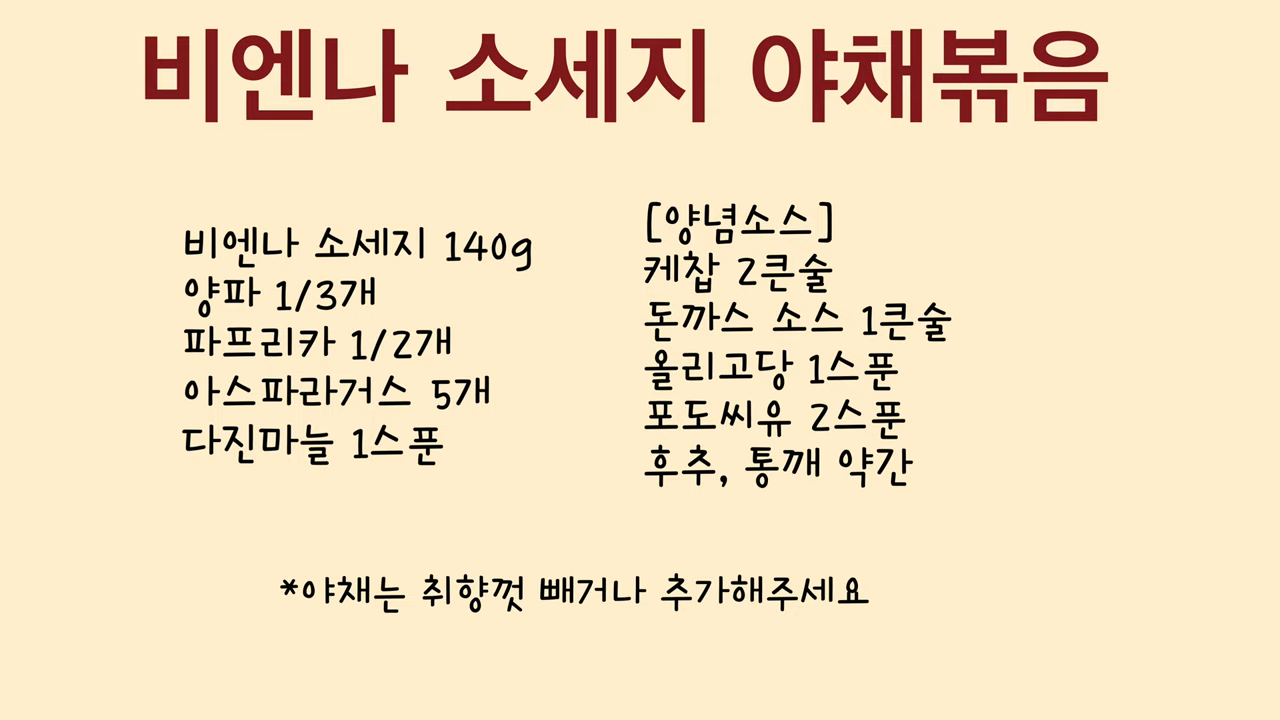 비엔나 소세지 야채볶음
비엔나 소세지 140g
양파 1/3개
파프리카 1/2개
아스파라거스 5개
다진마늘 1스푼
[양념소스]
케찹 2큰술
돈까스 소스 1큰술
올리고당 1스푼
포도씨유 2스푼
후추, 통깨 약간
*야채는 취향껏 빼거나 추가해주세요